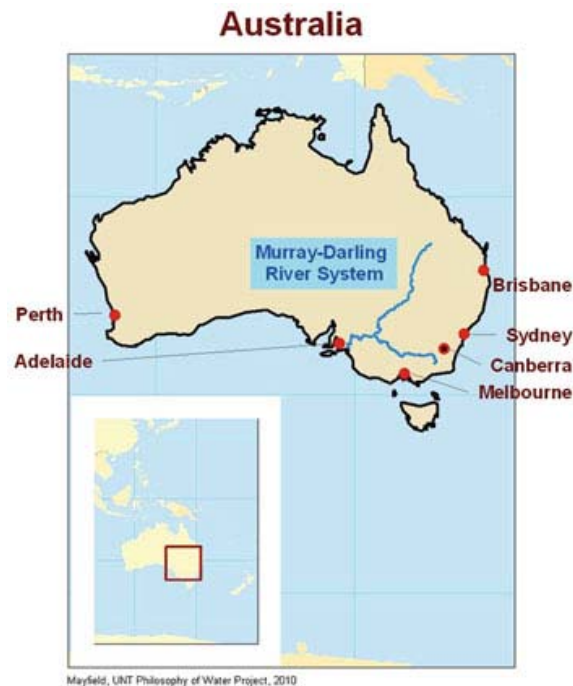 Australia
Murray-Darling
River System
Brisbane
Perth
Sydney
Adelaide
Canberra
Melbourne
Mayfield, UNT Philosophy of Water Project, 2010